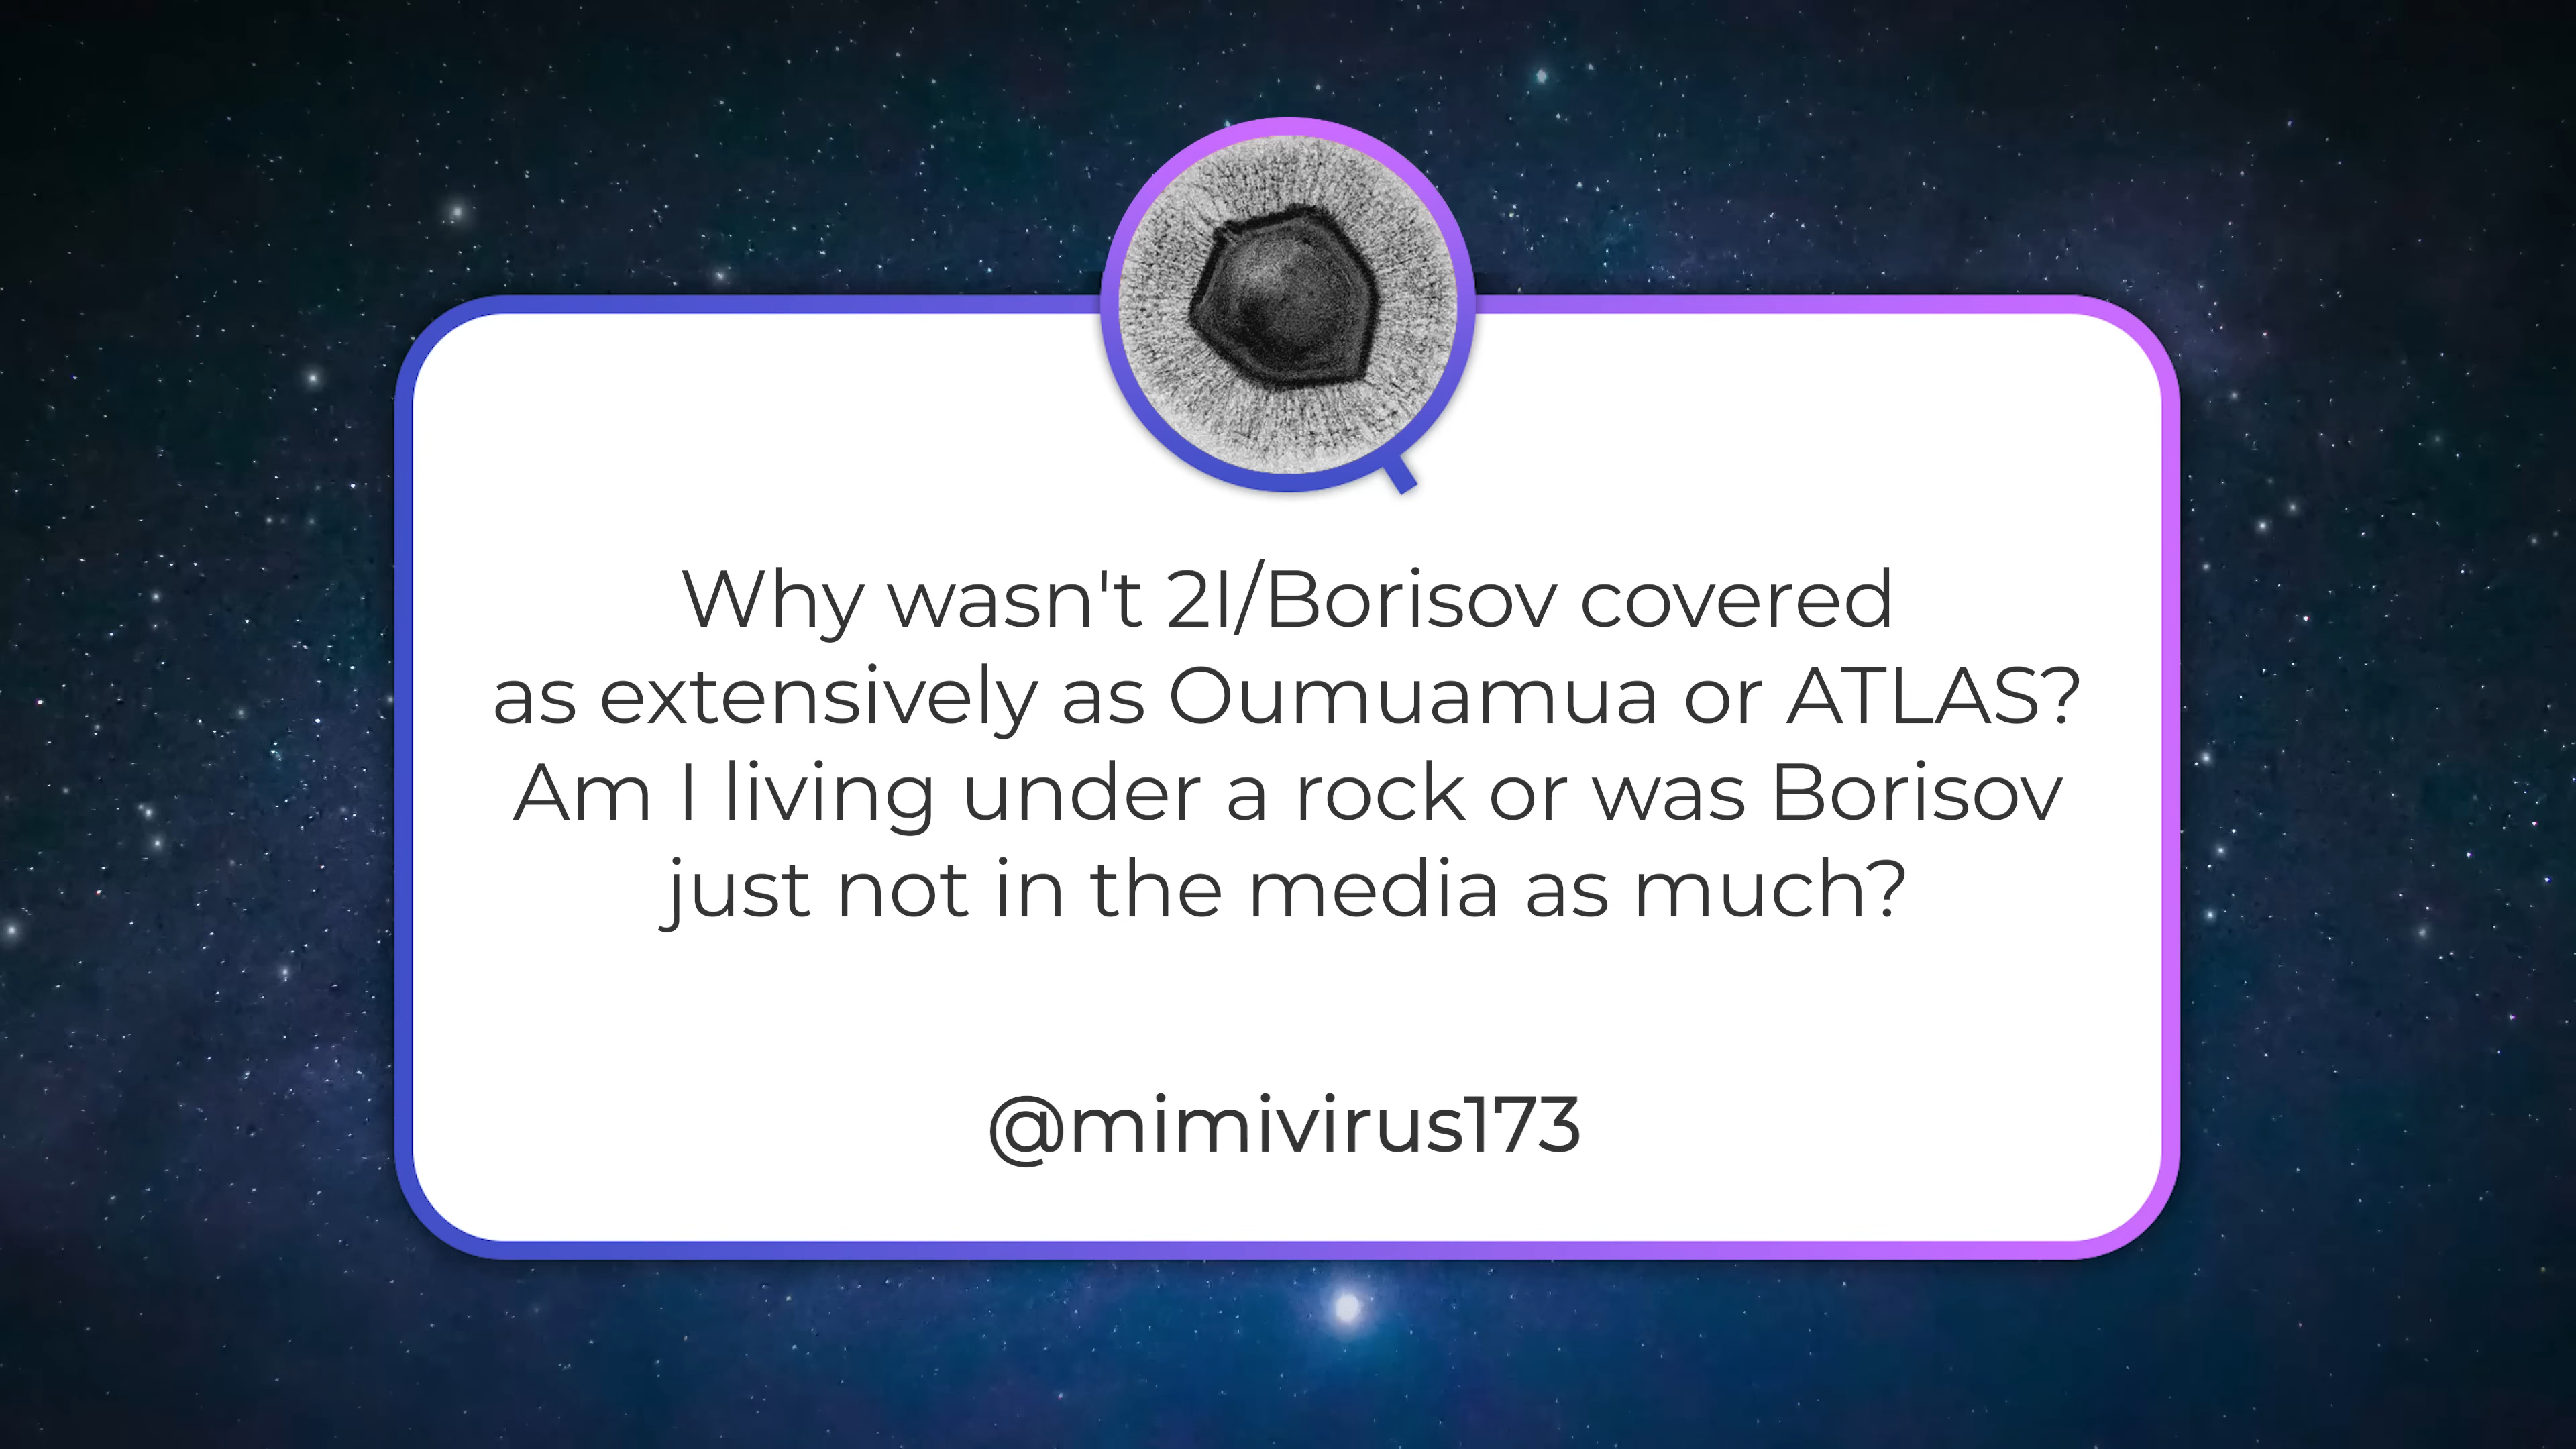 Why wasn't 2I/Borisov covered
as extensively as Oumuamua or ATLAS?
Am I living under a rock or was Borisov
just not in the media as much?
@mimivirus173